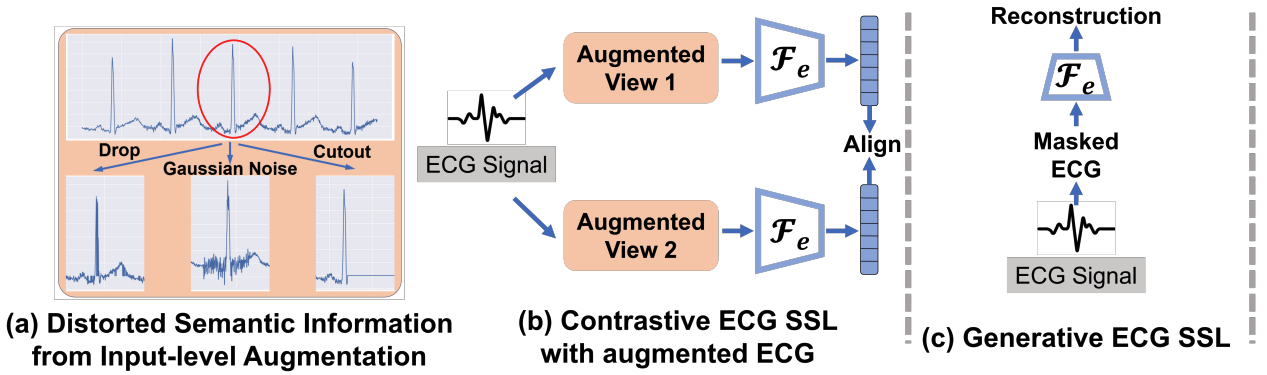 Drop
Gaussian Noise
Cutout
(a) Distorted Semantic Information
from Input-level Augmentation
ECG Signal
Augmented
View 1
ℱe
Augmented
View 2
ℱe
Align
(b) Contrastive ECG SSL
with augmented ECG
Reconstruction
ℱe
Masked
ECG
ECG Signal
(c) Generative ECG SSL